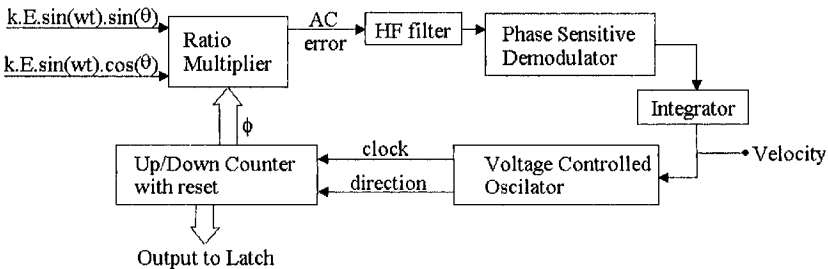 k.E.sin(wt).sin(θ)
k.E.sin(wt).cos(θ)
Ratio
Multiplier
AC
error
HF filter
Phase Sensitive
Demodulator
Integrator
Velocity
Voltage Controlled
Oscilator
clock
direction
ϕ
Up/Down Counter
with reset
Output to Latch